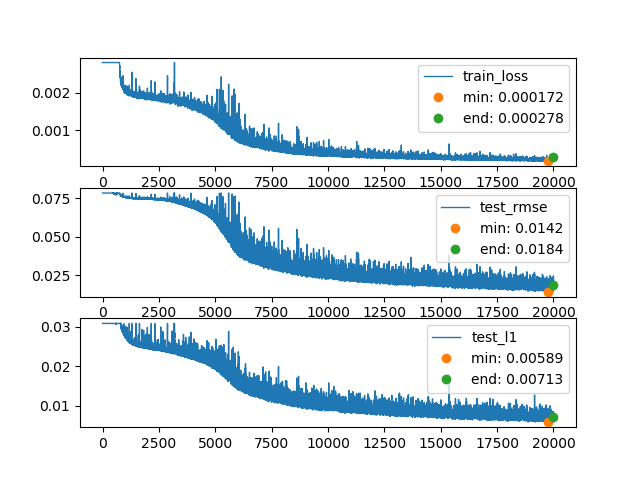 train_loss
min: 0.000172
end: 0.000278
0.002
0.001
0 2500 5000 7500 10000 12500 15000 17500 20000
test_rmse
min: 0.0142
end: 0.0184
0.075
0.050
0.025
0 2500 5000 7500 10000 12500 15000 17500 20000
test_l1
min: 0.00589
end: 0.00713
0.03
0.02
0.01
0 2500 5000 7500 10000 12500 15000 17500 20000